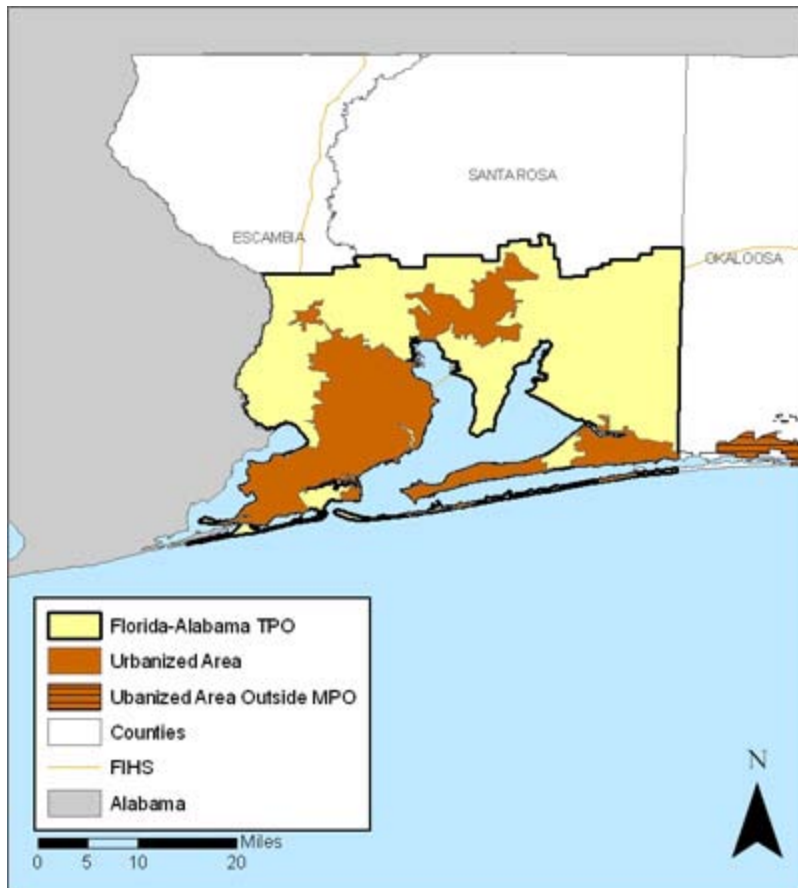 SANTA ROSA
ESCAMBIA
OKALOOSA
Florida-Alabama TPO
Urbanized Area
Ubanized Area Outside MPO
Counties
FIHS
Alabama
Miles
0 5 10 20
N